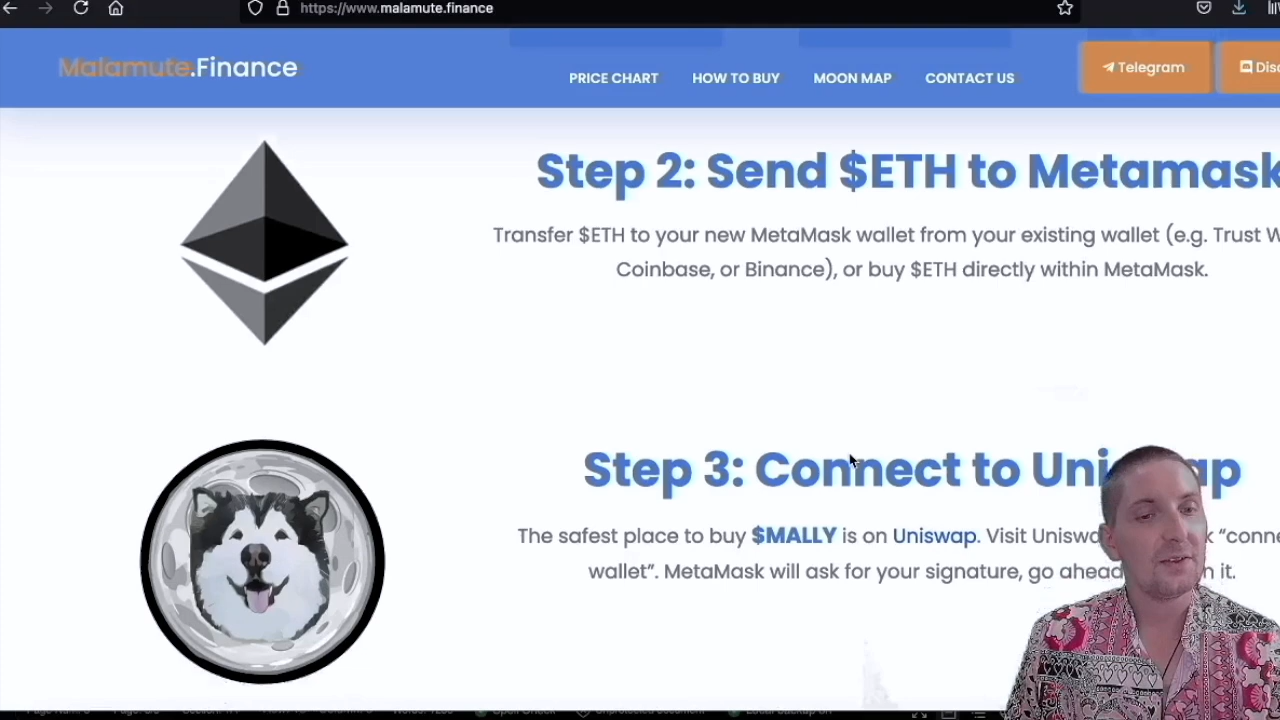 https://www.malamute.finance
Malamute.Finance
PRICE CHART
HOW TO BUY
MOON MAP
CONTACT US
Telegram
Step 2: Send $ETH to Metamask
Transfer $ETH to your new MetaMask wallet from your existing wallet (e.g. Trust
Coinbase, or Binance), or buy $ETH directly within MetaMask.
Step 3: Connect to
The safest place to buy $MALLY is on Uniswap. Visit
wallet”. MetaMask will ask for your signature, go ahead it.